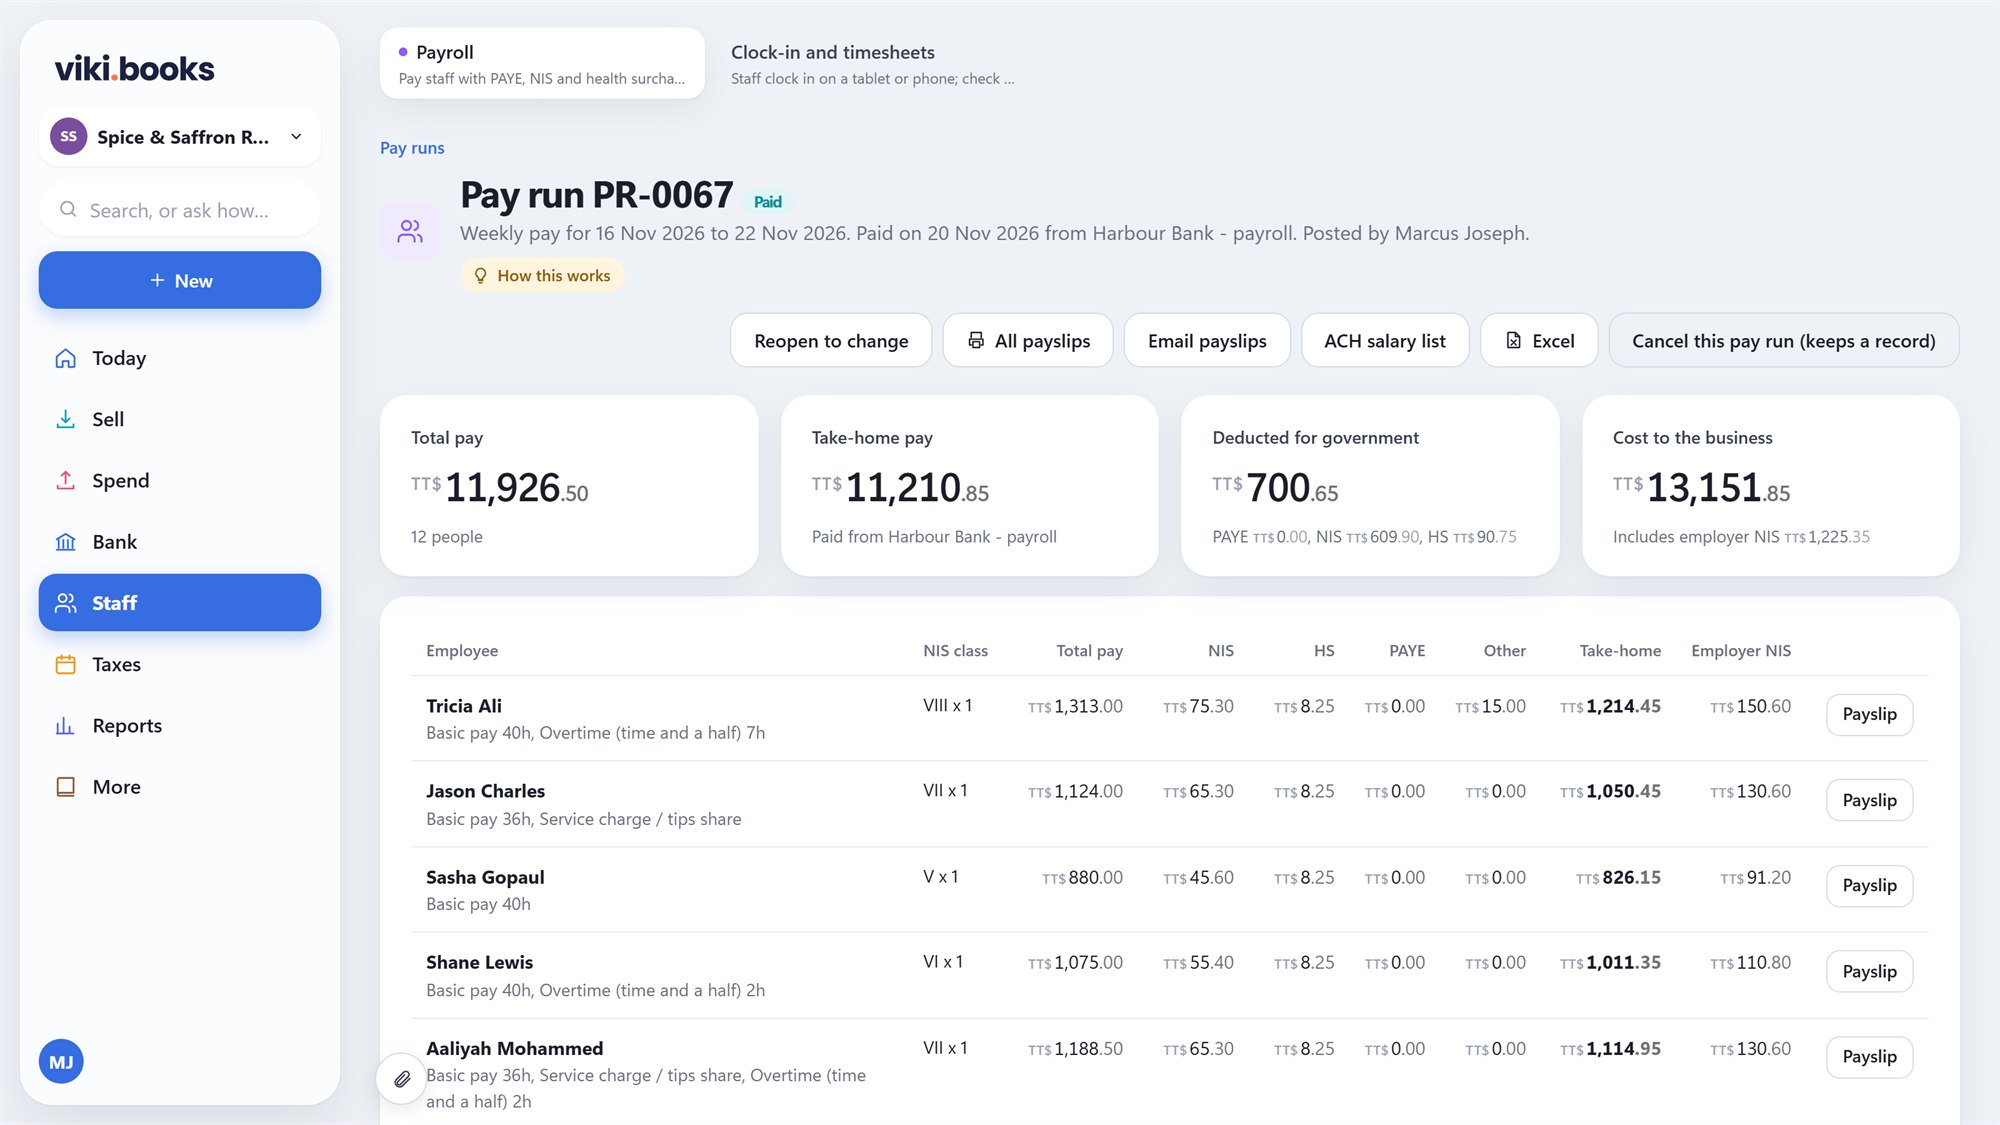 viki.books
SS Spice & Saffron R...
Search, or ask how...
+ New
Today
Sell
Spend
Bank
Staff
Taxes
Reports
More
MJ
Payroll
Pay staff with PAYE, NIS and health surcha...
Clock-in and timesheets
Staff clock in on a tablet or phone; check ...
Pay runs
Pay run PR-0067 Paid
Weekly pay for 16 Nov 2026 to 22 Nov 2026. Paid on 20 Nov 2026 from Harbour Bank - payroll. Posted by Marcus Joseph.
How this works
Reopen to change All payslips Email payslips ACH salary list Excel Cancel this pay run (keeps a record)
Total pay
TT$ 11,926.50
12 people
Take-home pay
TT$ 11,210.85
Paid from Harbour Bank - payroll
Deducted for government
TT$ 700.65
PAYE TT$ 0.00, NIS TT$ 609.90, HS TT$ 90.75
Cost to the business
TT$ 13,151.85
Includes employer NIS TT$ 1,225.35
Employee NIS class Total pay NIS HS PAYE Other Take-home Employer NIS
Tricia Ali VIII x 1 TT$ 1,313.00 TT$ 75.30 TT$ 8.25 TT$ 0.00 TT$ 15.00 TT$ 1,214.45 TT$ 150.60 Payslip
Basic pay 40h, Overtime (time and a half) 7h
Jason Charles VII x 1 TT$ 1,124.00 TT$ 65.30 TT$ 8.25 TT$ 0.00 TT$ 0.00 TT$ 1,050.45 TT$ 130.60 Payslip
Basic pay 36h, Service charge / tips share
Sasha Gopaul V x 1 TT$ 880.00 TT$ 45.60 TT$ 8.25 TT$ 0.00 TT$ 0.00 TT$ 826.15 TT$ 91.20 Payslip
Basic pay 40h
Shane Lewis VI x 1 TT$ 1,075.00 TT$ 55.40 TT$ 8.25 TT$ 0.00 TT$ 0.00 TT$ 1,011.35 TT$ 110.80 Payslip
Basic pay 40h, Overtime (time and a half) 2h
Aaliyah Mohammed VII x 1 TT$ 1,188.50 TT$ 65.30 TT$ 8.25 TT$ 0.00 TT$ 0.00 TT$ 1,114.95 TT$ 130.60 Payslip
Basic pay 36h, Service charge / tips share, Overtime (time
and a half) 2h